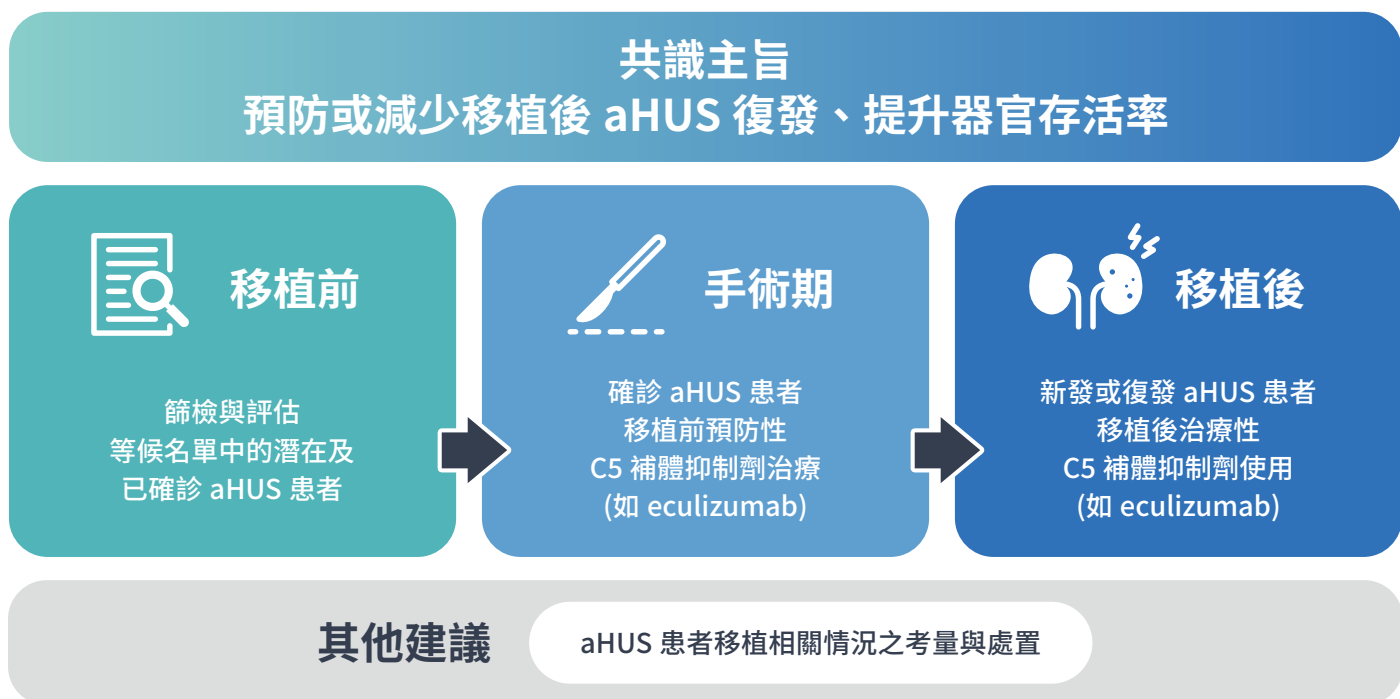 共識主旨
預防或減少移植後 aHUS 復發、提升器官存活率
移植前
篩檢與評估
等候名單中的潛在及
已確診 aHUS 患者
手術期
確診 aHUS 患者
移植前預防性
C5 補體抑制劑治療
(如 eculizumab)
移植後
新發或復發 aHUS 患者
移植後治療性
C5 補體抑制劑使用
(如 eculizumab)
其他建議
aHUS 患者移植相關情況之考量與處置